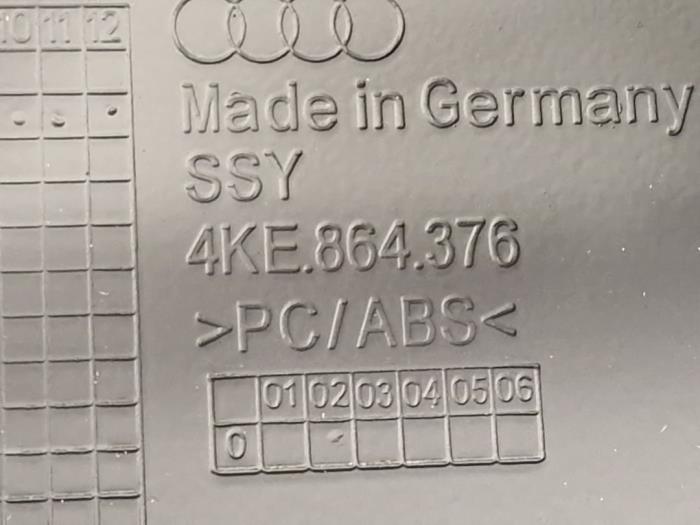 10 11 12
Made in Germany
SSY
4KE.864.376
>PC/ABS<
01 02 03 04 05 06
0